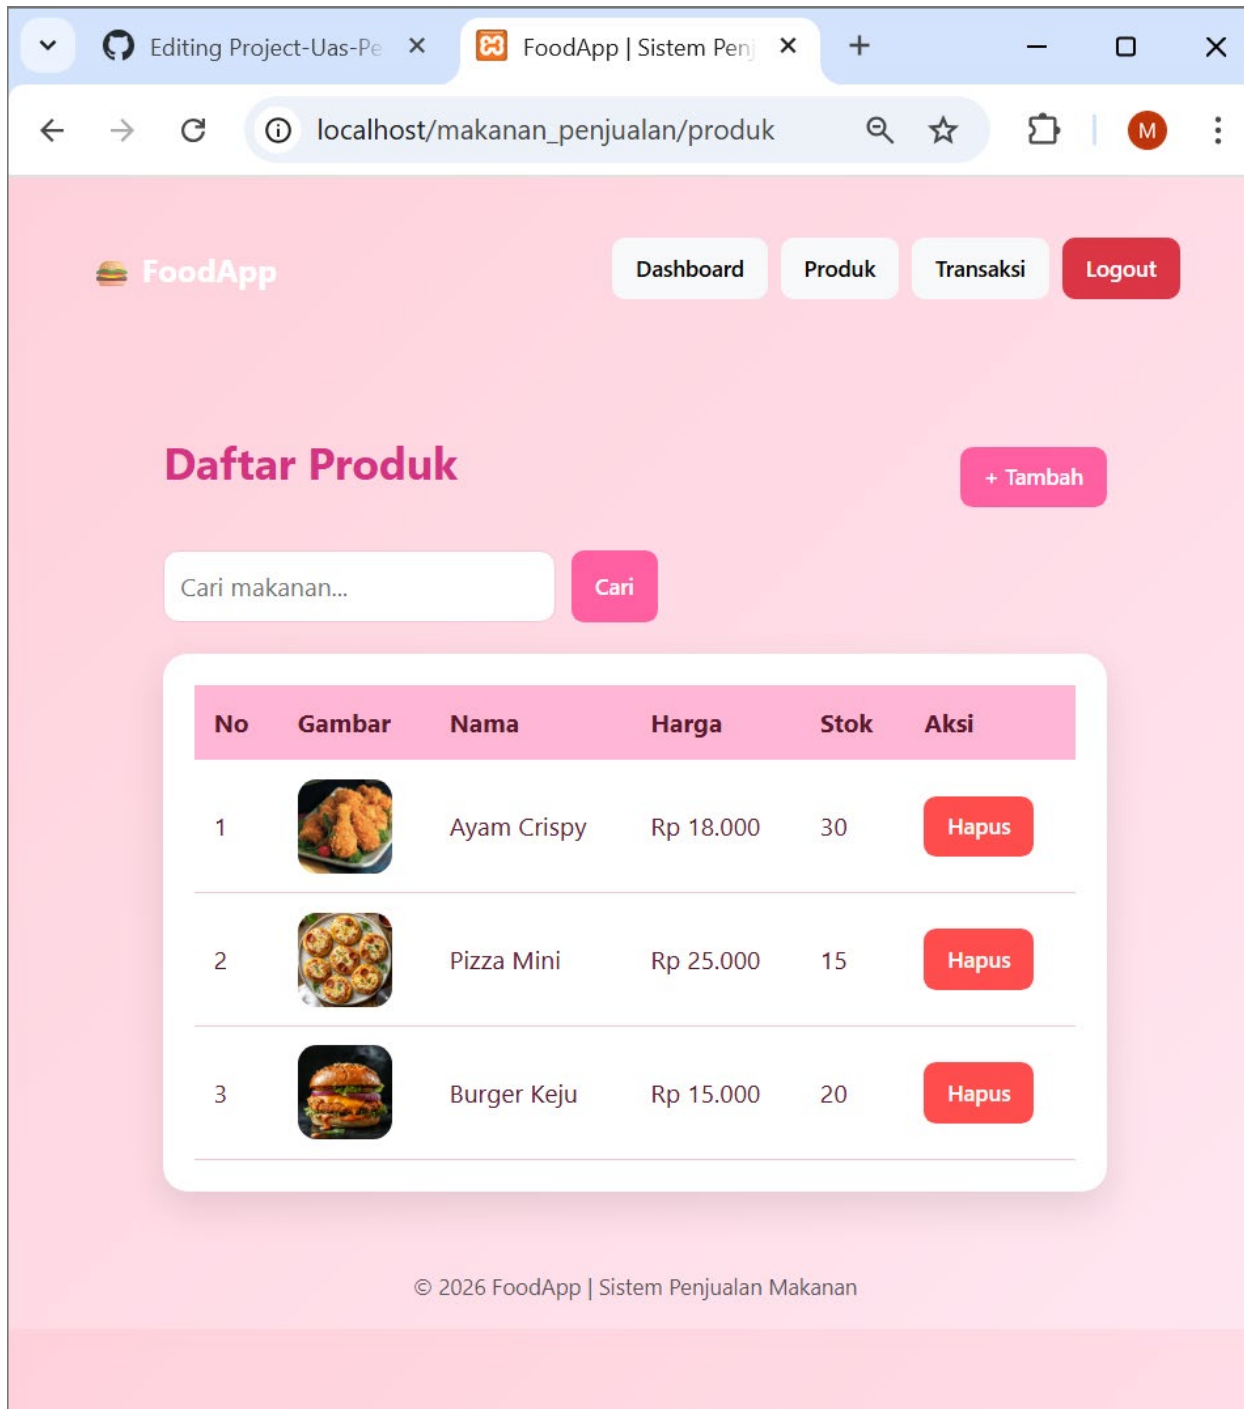 Editing Project-Uas-Pe
FoodApp | Sistem Penj
localhost/makanan_penjualan/produk
M
FoodApp
Dashboard
Produk
Transaksi
Logout
Daftar Produk
+ Tambah
Cari makanan...
Cari
No Gambar Nama Harga Stok Aksi
1 Ayam Crispy Rp 18.000 30 Hapus
2 Pizza Mini Rp 25.000 15 Hapus
3 Burger Keju Rp 15.000 20 Hapus
© 2026 FoodApp | Sistem Penjualan Makanan